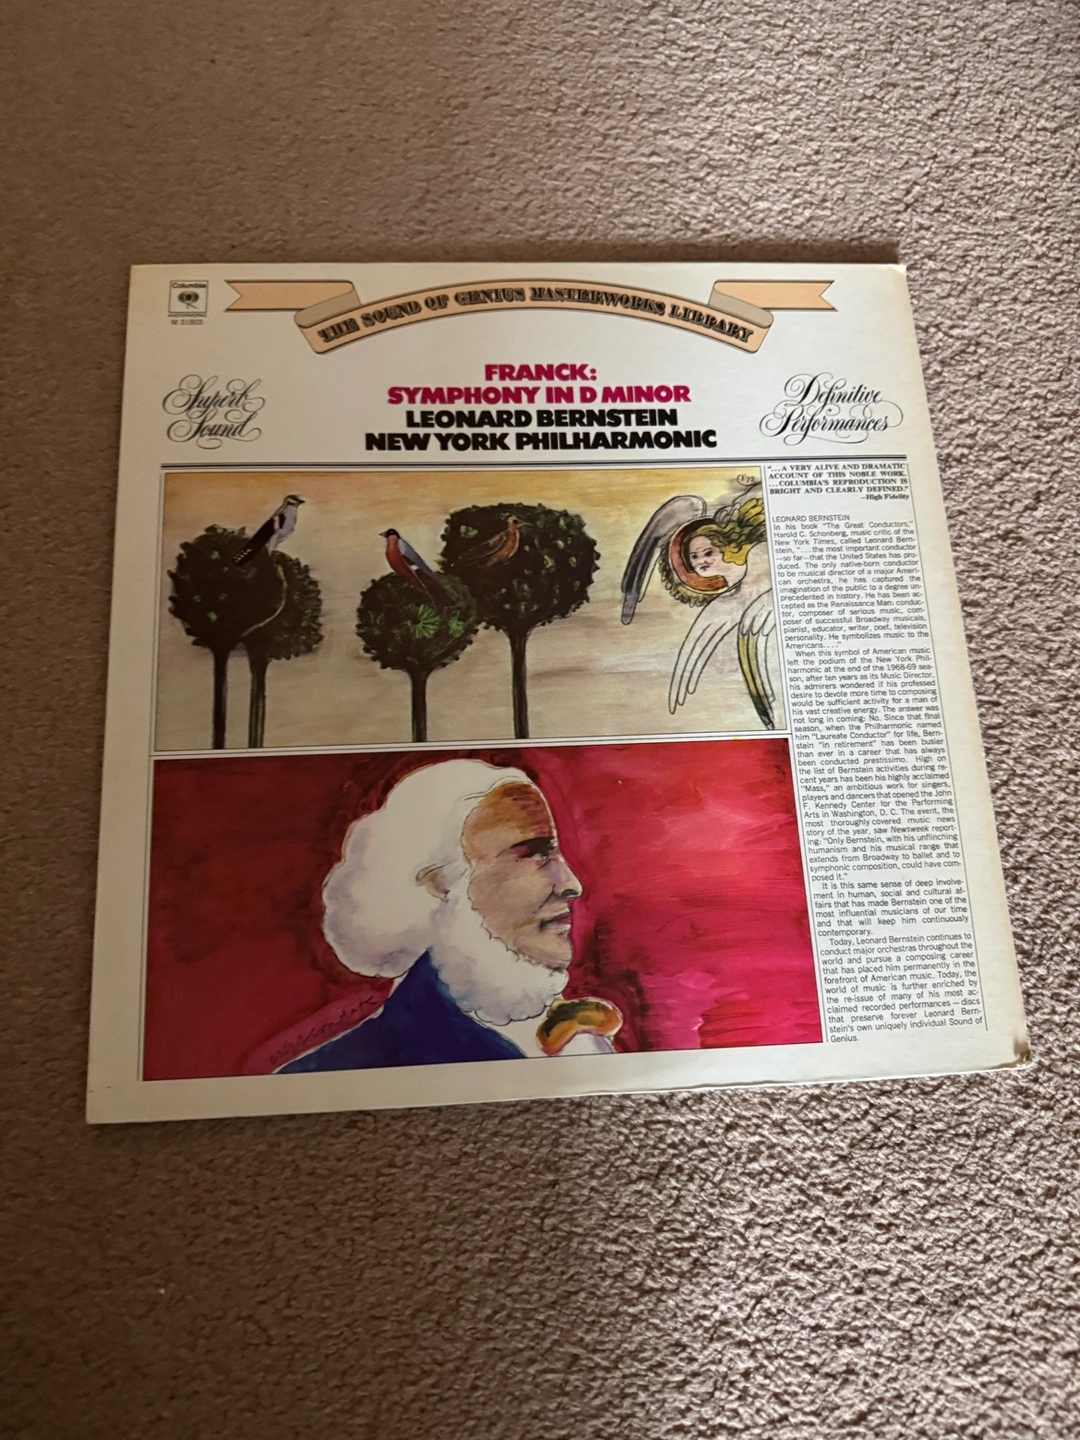 Columbia
MASTERWORKS
M 31803
THE SOUND OF GENIUS MASTERWORKS LIBRARY
Superb
Sound
FRANCK:
SYMPHONY IN D MINOR
LEONARD BERNSTEIN
NEW YORK PHILHARMONIC
Definitive
Performances
"...A VERY ALIVE AND DRAMATIC
ACCOUNT OF THIS NOBLE WORK.
...COLUMBIA'S REPRODUCTION IS
BRIGHT AND CLEARLY DEFINED."
—High Fidelity
LEONARD BERNSTEIN
In his book "The Great Conductors,"
Harold C. Schonberg, music critic of the
New York Times, called Leonard Bern-
stein, "...the most important conductor
—so far—that the United States has pro-
duced. The only native-born conductor
to be musical director of a major Ameri-
can orchestra, he has captured the
imagination of the public to a degree un-
precedented in history. He has been ac-
cepted as the Renaissance Man: conduc-
tor, composer of serious music, com-
poser of successful Broadway musicals,
pianist, educator, writer, poet, television
personality. He symbolizes music to the
Americans...."
When this symbol of American music
left the podium of the New York Phil-
harmonic at the end of the 1968-69 sea-
son, after ten years as its Music Director,
his admirers wondered if his professed
desire to devote more time to composing
would be sufficient activity for a man of
his vast creative energy. The answer was
not long in coming: No. Since that final
season, when the Philharmonic named
him "Laureate Conductor" for life, Bern-
stein "in retirement" has been busier
than ever in a career that has always
been conducted prestissimo. High on
the list of Bernstein activities during re-
cent years has been his highly acclaimed
"Mass," an ambitious work for singers,
players and dancers that opened the John
F. Kennedy Center for the Performing
Arts in Washington, D. C. The event, the
most thoroughly covered music news
story of the year, saw Newsweek report-
ing: "Only Bernstein, with his unflinching
humanism and his musical range that
extends from Broadway to ballet and to
symphonic composition, could have com-
posed it."
It is this same sense of deep involve-
ment in human, social and cultural af-
fairs that has made Bernstein one of the
most influential musicians of our time
and that will keep him continuously
contemporary.
Today, Leonard Bernstein continues to
conduct major orchestras throughout the
world and pursue a composing career
that has placed him permanently in the
forefront of American music. Today, the
world of music is further enriched by
the re-issue of many of his most ac-
claimed recorded performances — discs
that preserve forever Leonard Bern-
stein's own uniquely individual Sound of
Genius.